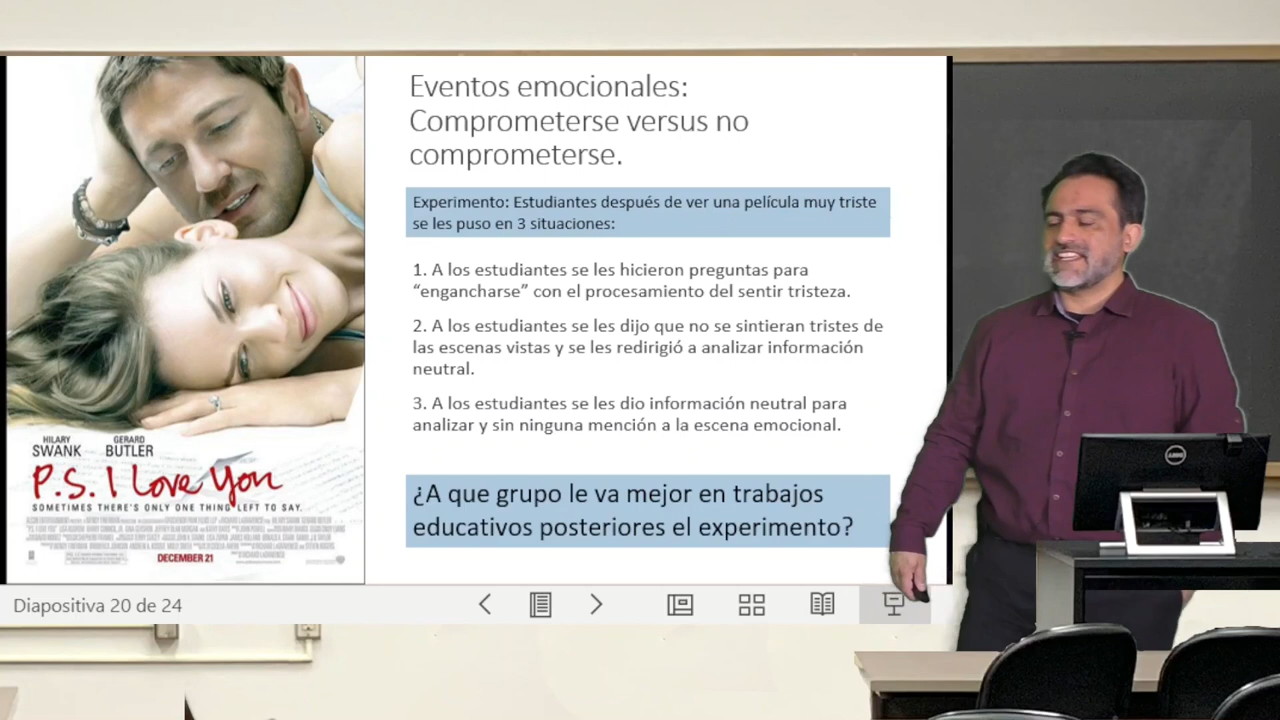 Eventos emocionales:
Comprometerse versus no
comprometerse.
Experimento: Estudiantes después de ver una película muy triste
se les puso en 3 situaciones:
1. A los estudiantes se les hicieron preguntas para
“engancharse” con el procesamiento del sentir tristeza.
2. A los estudiantes se les dijo que no se sintieran tristes de
las escenas vistas y se les redirigió a analizar información
neutral.
3. A los estudiantes se les dio información neutral para
analizar y sin ninguna mención a la escena emocional.
¿A que grupo le va mejor en trabajos
educativos posteriores el experimento?
HILARY
SWANK
GERARD
BUTLER
P.S. I Love You
SOMETIMES THERE'S ONLY ONE THING LEFT TO SAY.
DECEMBER 21
Diapositiva 20 de 24
DELL